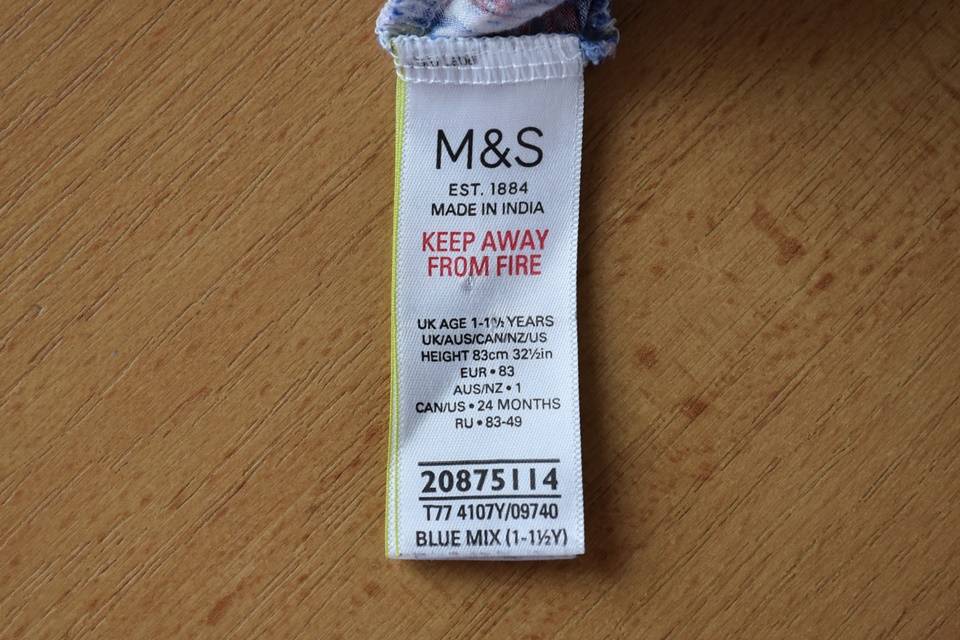 M&S
EST. 1884
MADE IN INDIA
KEEP AWAY
FROM FIRE
UK AGE 1-1½ YEARS
UK/AUS/CAN/NZ/US
HEIGHT 83cm 32½in
EUR • 83
AUS/NZ • 1
CAN/US • 24 MONTHS
RU • 83-49
20875114
T77 4107Y/09740
BLUE MIX (1-1½Y)